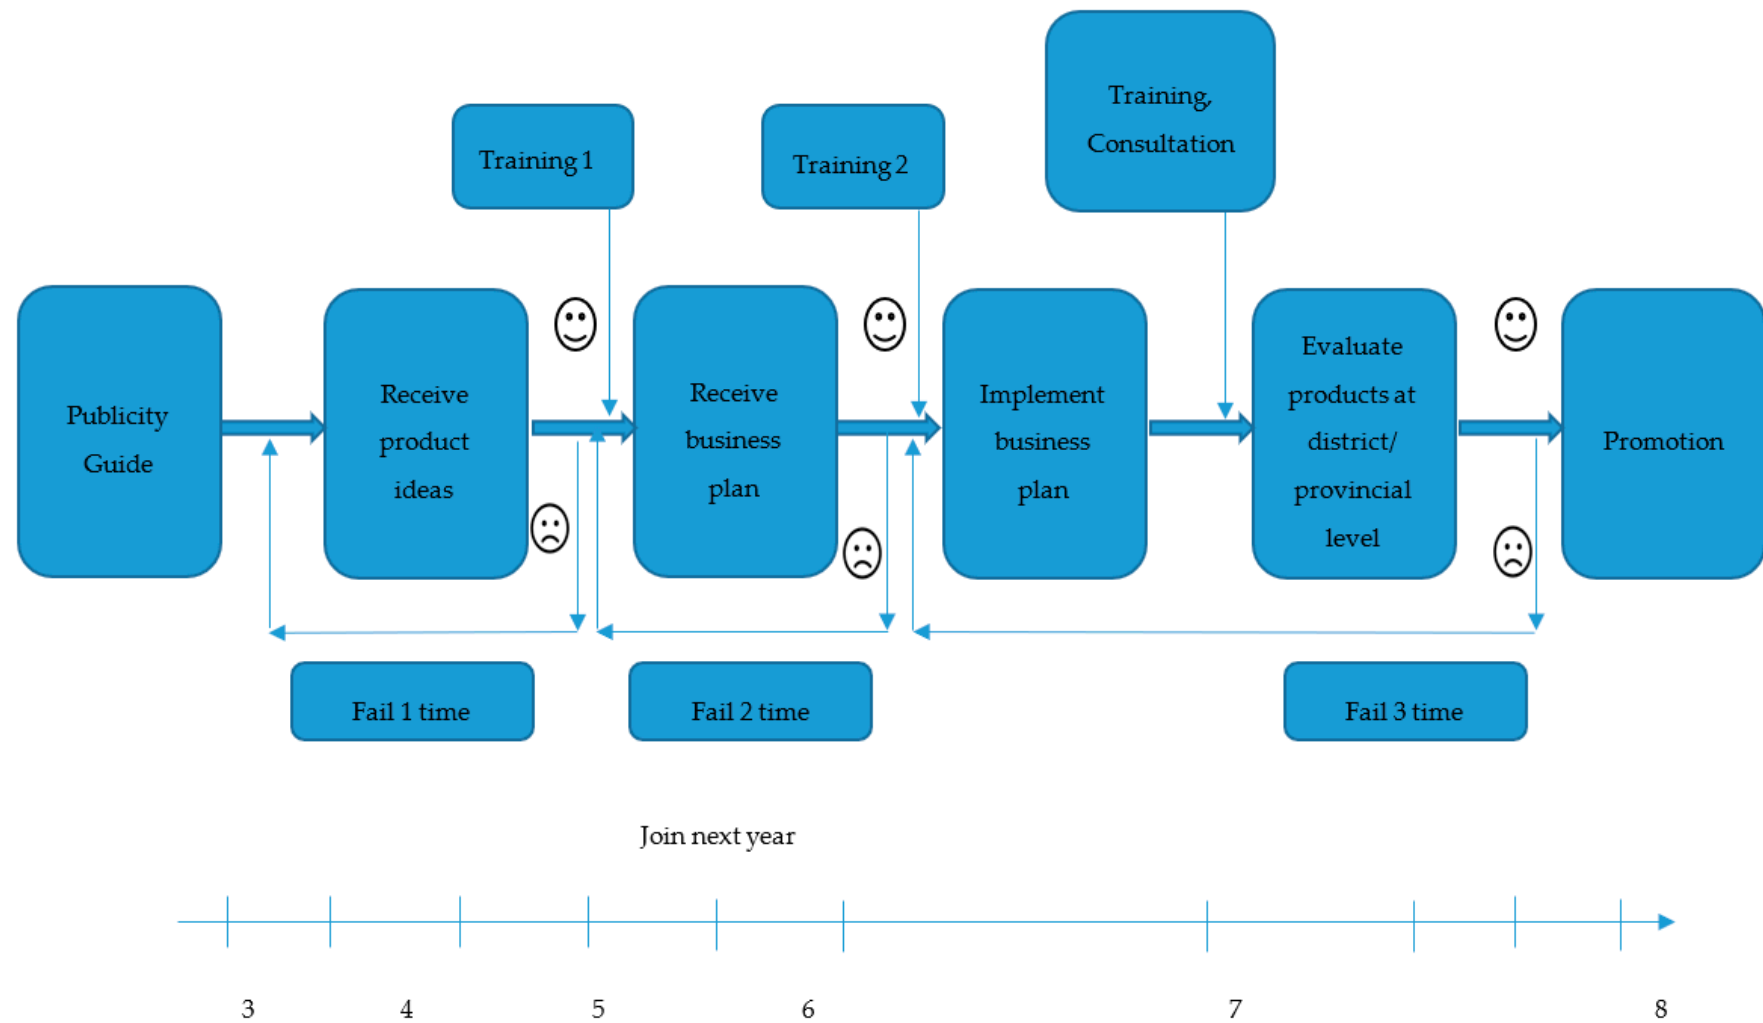 Training,
Consultation
Training 1
Training 2
Publicity
Guide
Receive
product
ideas
Receive
business
plan
Implement
business
plan
Evaluate
products at
district/
provincial
level
Promotion
Fail 1 time
Fail 2 time
Fail 3 time
Join next year
3 4 5 6 7 8